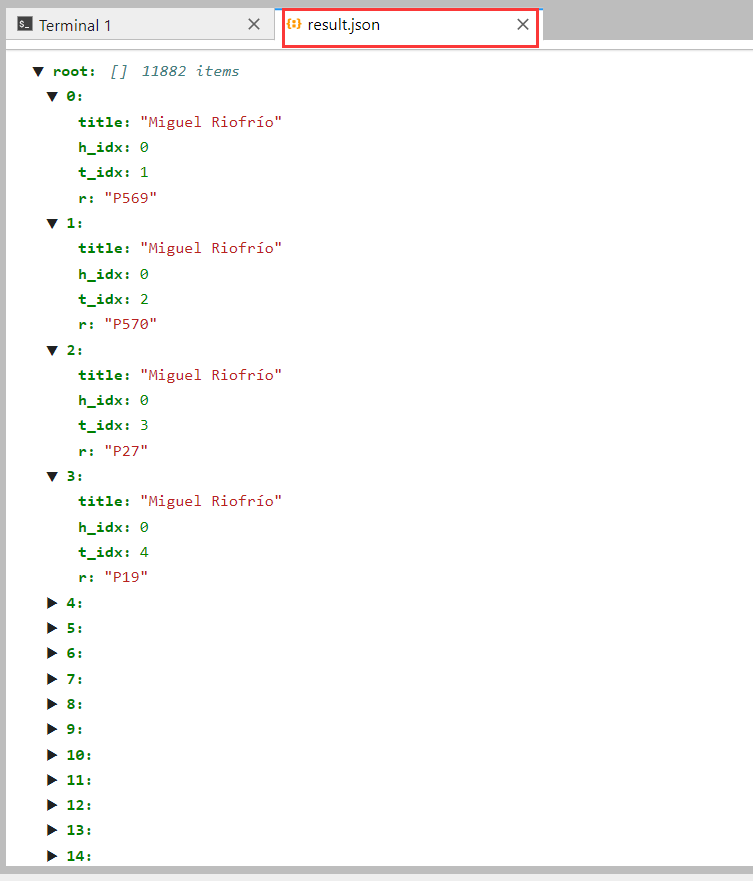 Terminal 1
result.json
root: [] 11882 items
0:
title: "Miguel Riofrío"
h_idx: 0
t_idx: 1
r: "P569"
1:
title: "Miguel Riofrío"
h_idx: 0
t_idx: 2
r: "P570"
2:
title: "Miguel Riofrío"
h_idx: 0
t_idx: 3
r: "P27"
3:
title: "Miguel Riofrío"
h_idx: 0
t_idx: 4
r: "P19"
4:
5:
6:
7:
8:
9:
10:
11:
12:
13:
14: